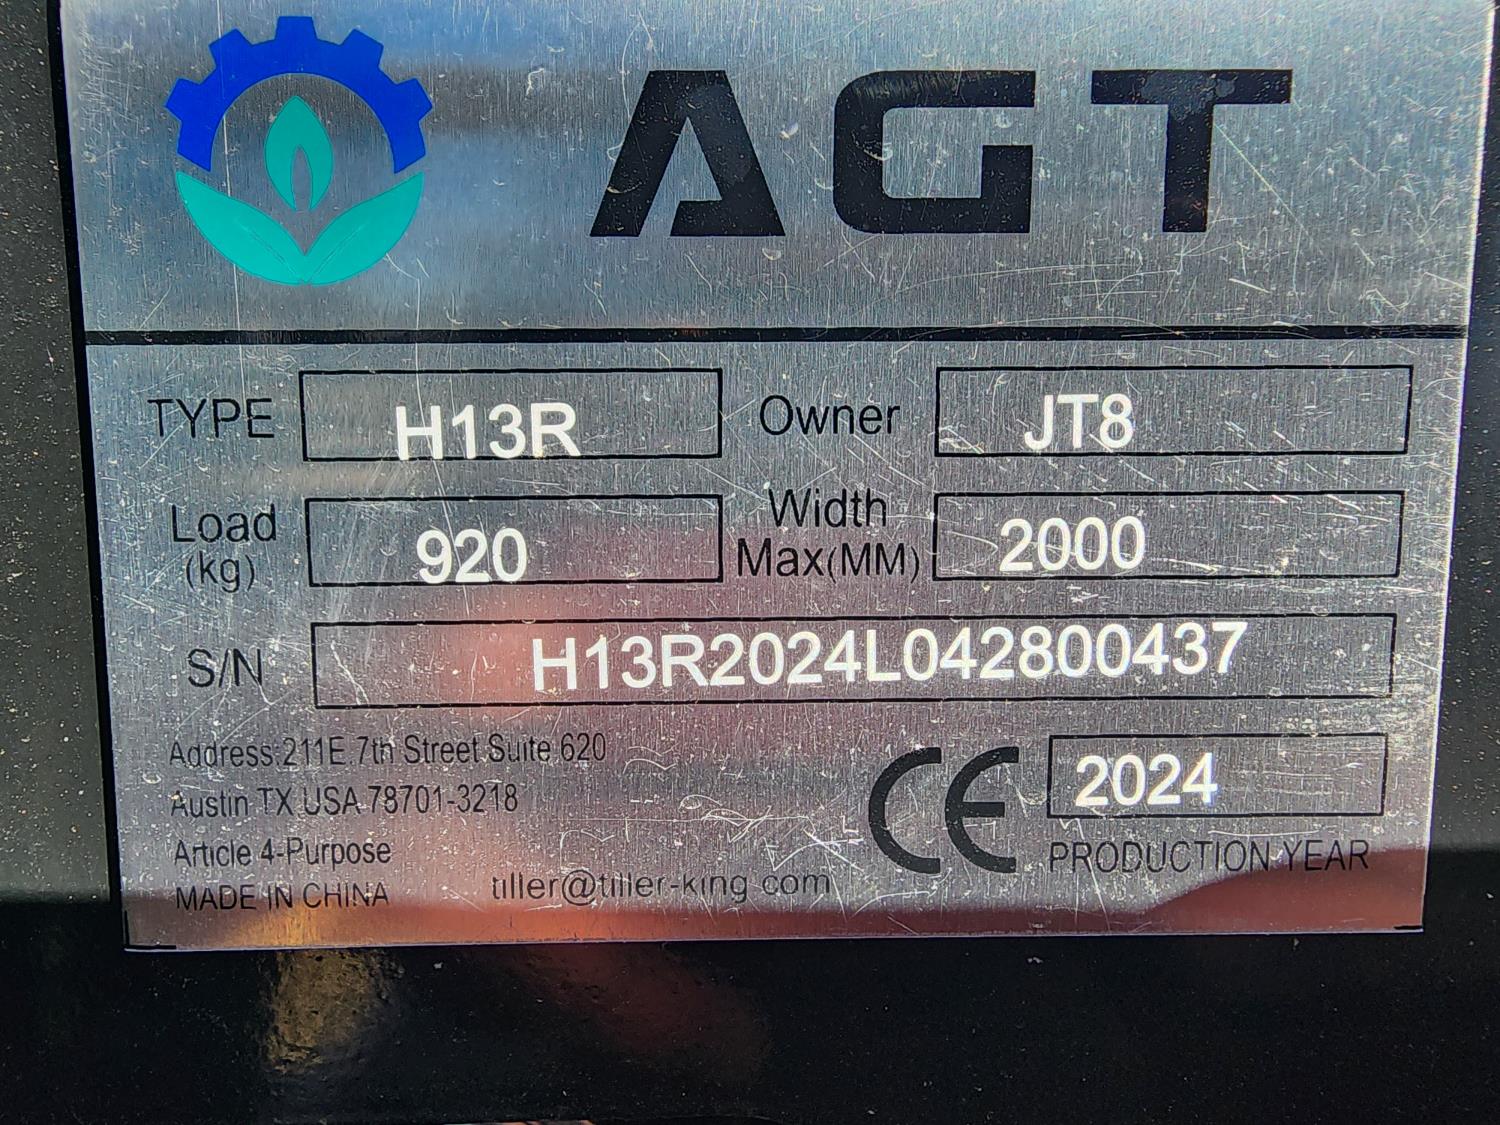 AGT
TYPE H13R Owner JT8
Load (kg) 920 Width Max(MM) 2000
S/N H13R2024L042800437
Address:211E.7th Street Suite 620
Austin TX USA 78701-3218
Article 4-Purpose
MADE IN CHINA
tiller@tiller-king.com
CE 2024
PRODUCTION YEAR